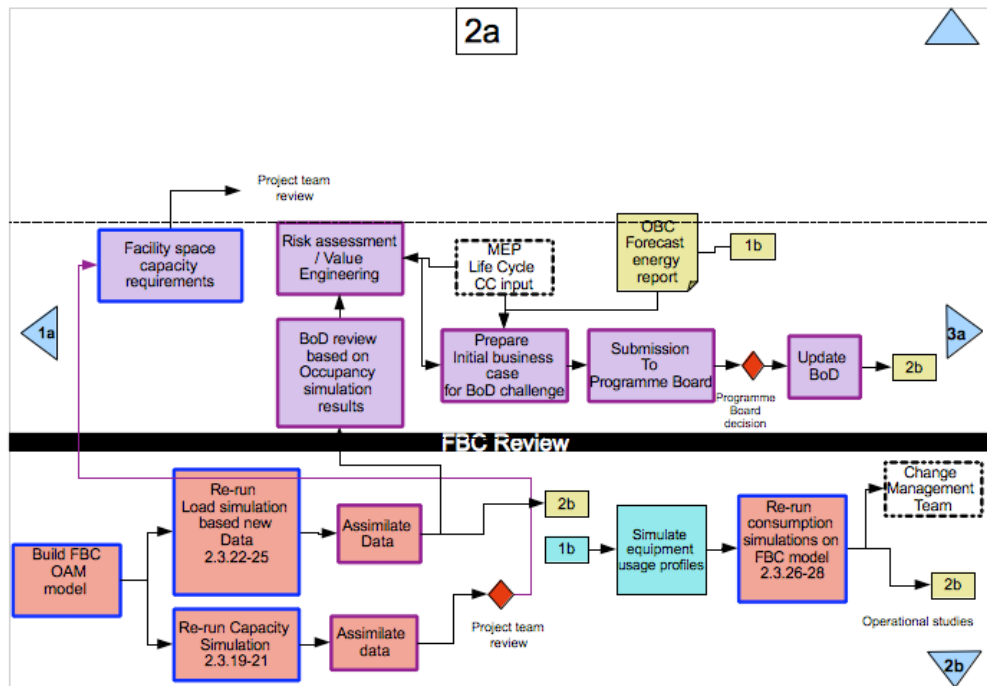 2a
Project team
review
Facility space
capacity
requirements
Risk assessment
/ Value
Engineering
MEP
Life Cycle
CC input
OBC
Forecast
energy
report
1b
1a
BoD review
based on
Occupancy
simulation
results
Prepare
Initial business
case
for BoD challenge
Submission
To
Programme Board
Programme
Board
decision
Update
BoD
2b
3a
FBC Review
Build FBC
OAM
model
Re-run
Load simulation
based new
Data
2.3.22-25
Assimilate
Data
2b
1b
Simulate
equipment
usage profiles
Re-run
consumption
simulations on
FBC model
2.3.26-28
Change
Management
Team
2b
Operational studies
Re-run Capacity
Simulation
2.3.19-21
Assimilate
data
Project team
review
2b